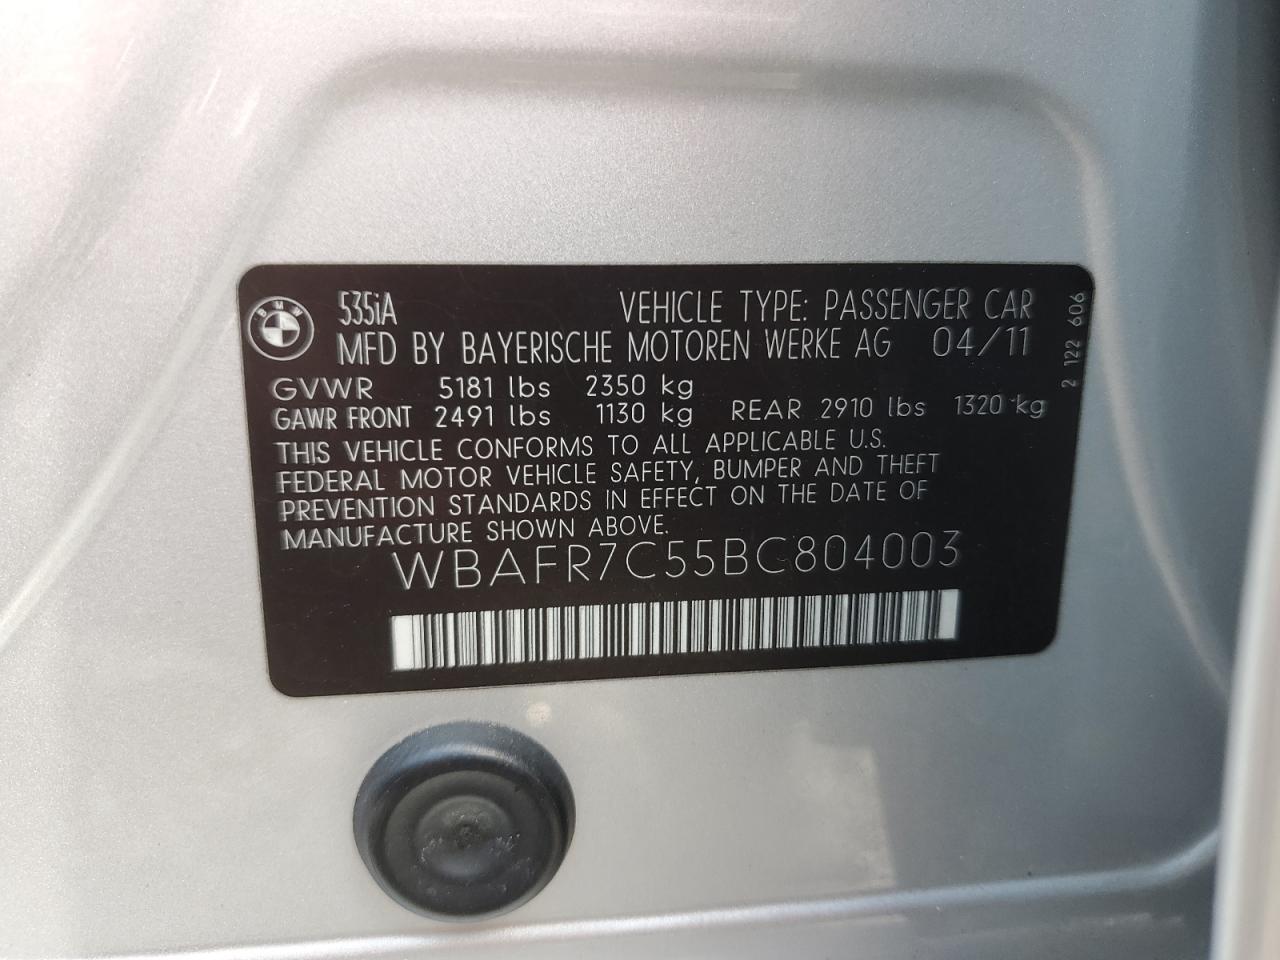 BMW
535iA VEHICLE TYPE: PASSENGER CAR
MFD BY BAYERISCHE MOTOREN WERKE AG 04/11
2 122 606
GVWR 5181 lbs 2350 kg
GAWR FRONT 2491 lbs 1130 kg REAR 2910 lbs 1320 kg
THIS VEHICLE CONFORMS TO ALL APPLICABLE U.S.
FEDERAL MOTOR VEHICLE SAFETY, BUMPER AND THEFT
PREVENTION STANDARDS IN EFFECT ON THE DATE OF
MANUFACTURE SHOWN ABOVE.
WBAFR7C55BC804003